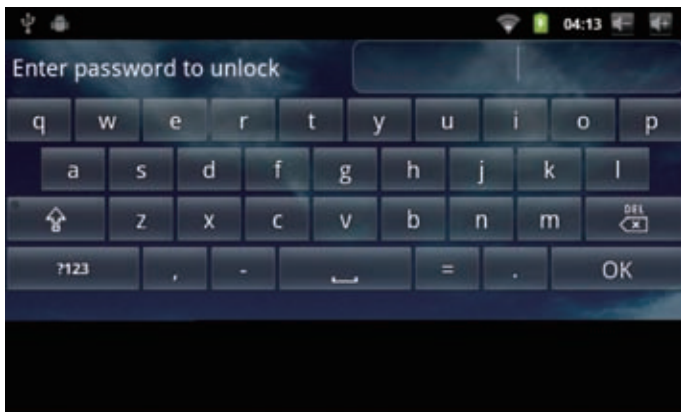 04:13
Enter password to unlock
q w e r t y u i o p
a s d f g h j k l
z x c v b n m DEL
?123 , - = . OK